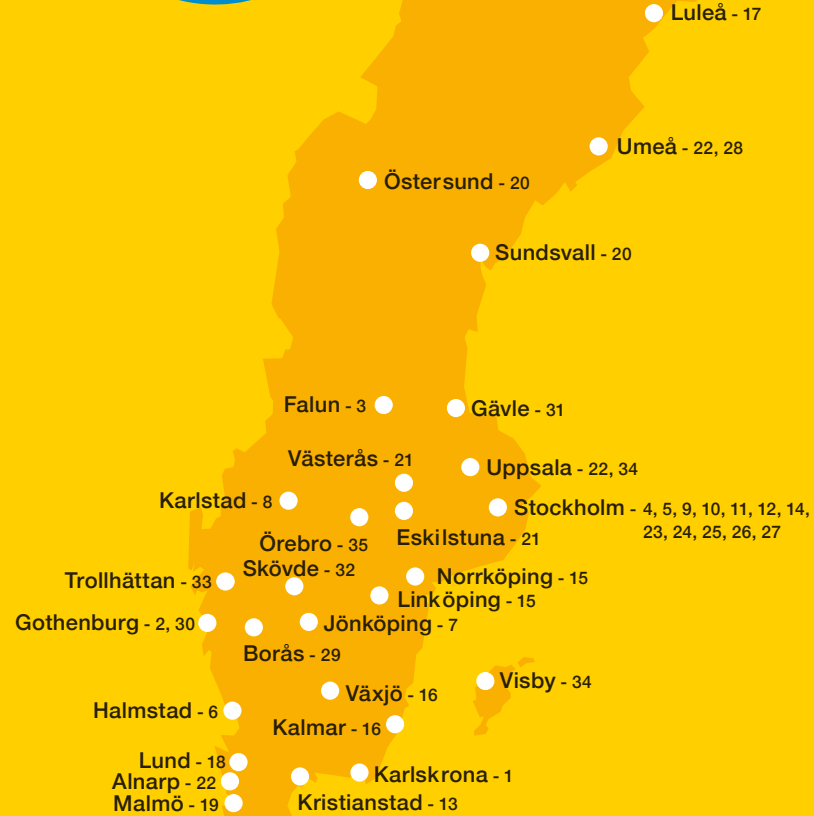 Luleå - 17
Umeå - 22, 28
Östersund - 20
Sundsvall - 20
Falun - 3
Gävle - 31
Västerås - 21
Uppsala - 22, 34
Karlstad - 8
Stockholm - 4, 5, 9, 10, 11, 12, 14,
23, 24, 25, 26, 27
Örebro - 35
Eskilstuna - 21
Skövde - 32
Trollhättan - 33
Norrköping - 15
Linköping - 15
Gothenburg - 2, 30
Jönköping - 7
Borås - 29
Visby - 34
Växjö - 16
Halmstad - 6
Kalmar - 16
Lund - 18
Karlskrona - 1
Alnarp - 22
Malmö - 19
Kristianstad - 13